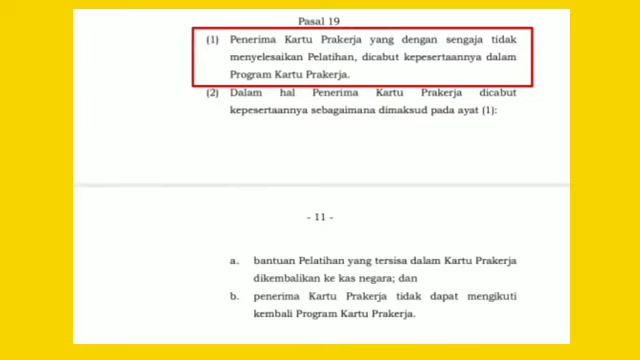 Pasal 19
(1) Penerima Kartu Prakerja yang dengan sengaja tidak
menyelesaikan Pelatihan, dicabut kepesertaannya dalam
Program Kartu Prakerja.
(2) Dalam hal Penerima Kartu Prakerja dicabut
kepesertaannya sebagaimana dimaksud pada ayat (1):
- 11 -
a. bantuan Pelatihan yang tersisa dalam Kartu Prakerja
dikembalikan ke kas negara; dan
b. penerima Kartu Prakerja tidak dapat mengikuti
kembali Program Kartu Prakerja.